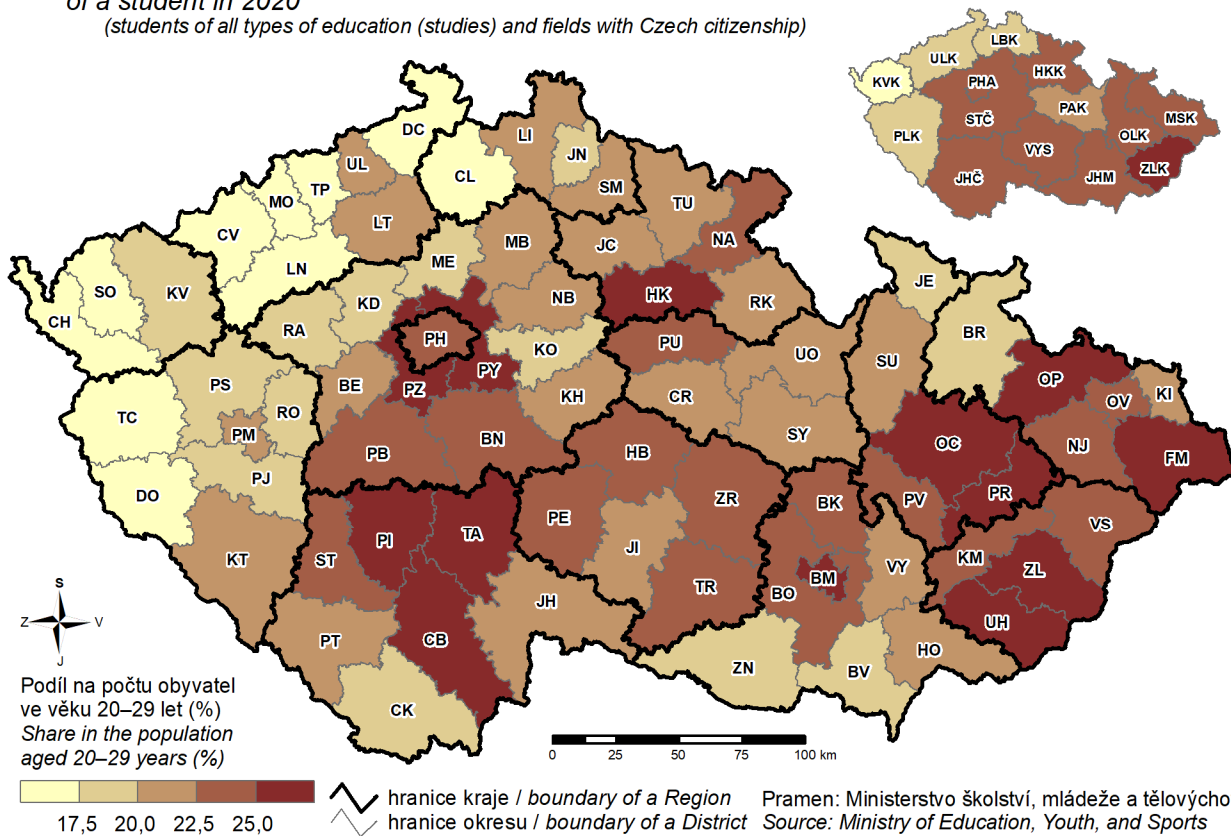 of a student in 2020
(students of all types of education (studies) and fields with Czech citizenship)
LBK
ULK
HKK
KVK
PHA
PAK
STČ
MSK
PLK
OLK
VYS
ZLK
JHČ
JHM
DC
LI
JN
UL
CL
TP
SM
MO
TU
LT
CV
MB
JC
NA
ME
LN
JE
SO
KV
NB
HK
RK
KD
CH
RA
BR
PH
PU
KO
UO
SU
PY
OP
PS
BE
PZ
KH
CR
KI
OV
RO
TC
PM
SY
BN
OC
NJ
PB
HB
FM
PJ
DO
ZR
PR
PV
BK
PE
VS
TA
PI
JI
KT
ST
KM
VY
ZL
BM
TR
BO
JH
UH
CB
PT
HO
ZN
BV
CK
S
Z V
J
Podíl na počtu obyvatel
ve věku 20–29 let (%)
Share in the population
aged 20–29 years (%)
17,5 20,0 22,5 25,0
0 25 50 75 100 km
hranice kraje / boundary of a Region
hranice okresu / boundary of a District
Pramen: Ministerstvo školství, mládeže a tělovýcho
Source: Ministry of Education, Youth, and Sports